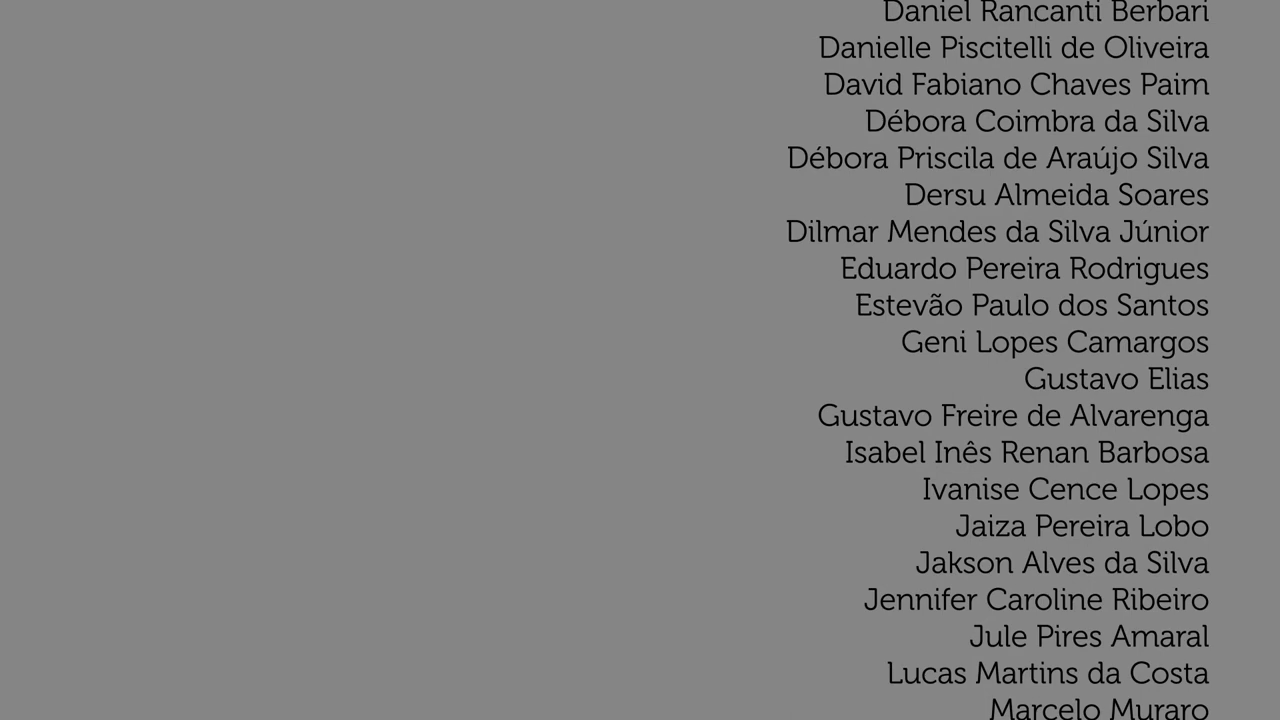 Daniel Rancanti Berbari
Danielle Piscitelli de Oliveira
David Fabiano Chaves Paim
Débora Coimbra da Silva
Débora Priscila de Araújo Silva
Dersu Almeida Soares
Dilmar Mendes da Silva Júnior
Eduardo Pereira Rodrigues
Estevão Paulo dos Santos
Geni Lopes Camargos
Gustavo Elias
Gustavo Freire de Alvarenga
Isabel Inês Renan Barbosa
Ivanise Cence Lopes
Jaiza Pereira Lobo
Jakson Alves da Silva
Jennifer Caroline Ribeiro
Jule Pires Amaral
Lucas Martins da Costa
Marcelo Muraro